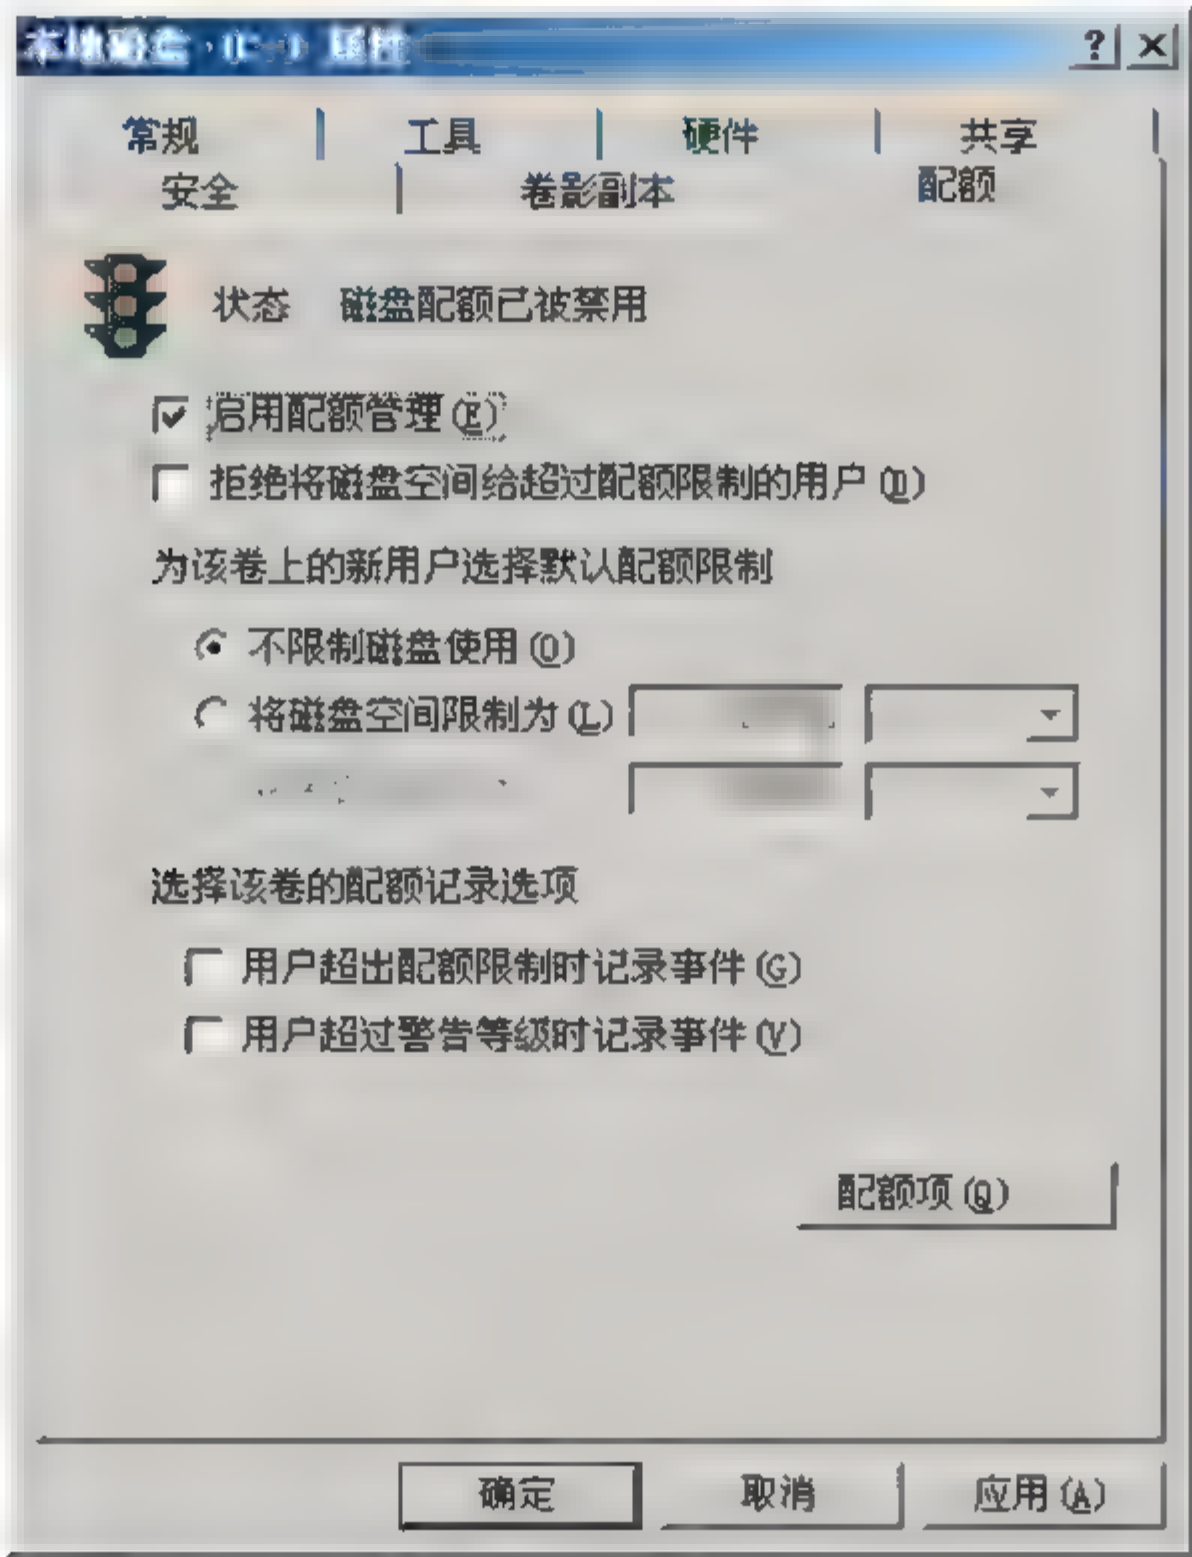 本地磁盘 属性
常规 工具 硬件 共享
安全 卷影副本 配额
状态 磁盘配额已被禁用
启用配额管理(E)
拒绝将磁盘空间给超过配额限制的用户(D)
为该卷上的新用户选择默认配额限制
不限制磁盘使用(O)
将磁盘空间限制为(L)
选择该卷的配额记录选项
用户超出配额限制时记录事件(G)
用户超过警告等级时记录事件(V)
配额项(Q)
确定 取消 应用(A)